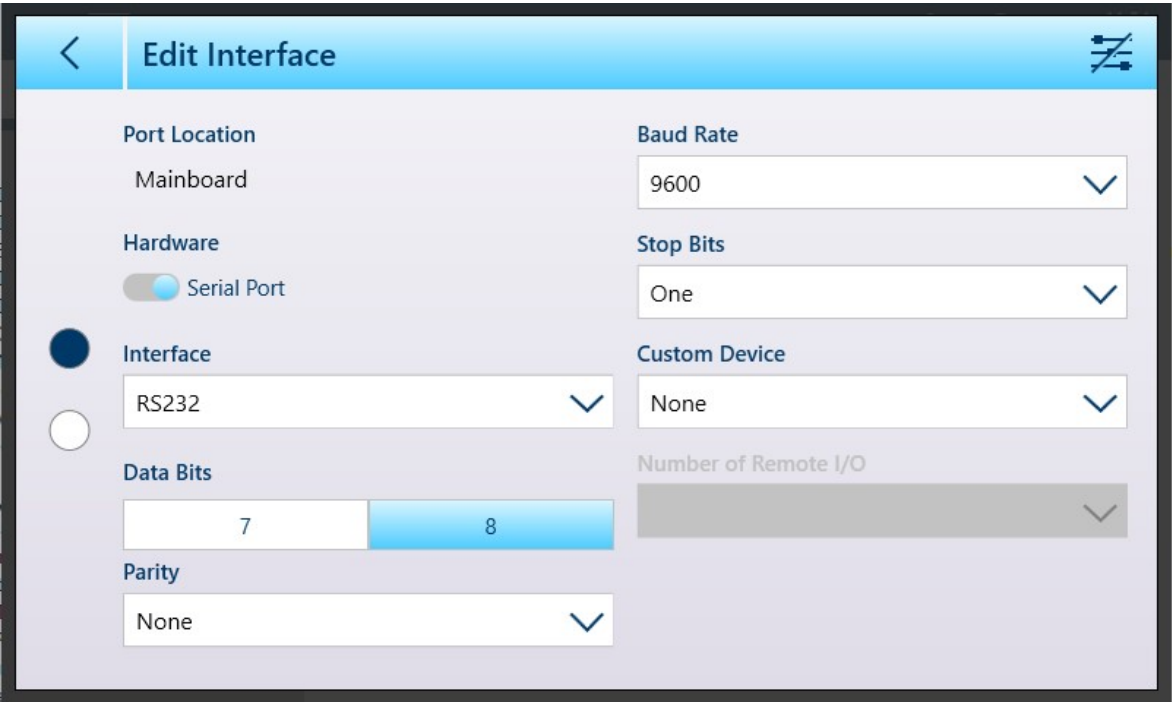 Edit Interface
Port Location
Mainboard
Hardware
Serial Port
Interface
RS232
Data Bits
7 8
Parity
None
Baud Rate
9600
Stop Bits
One
Custom Device
None
Number of Remote I/O